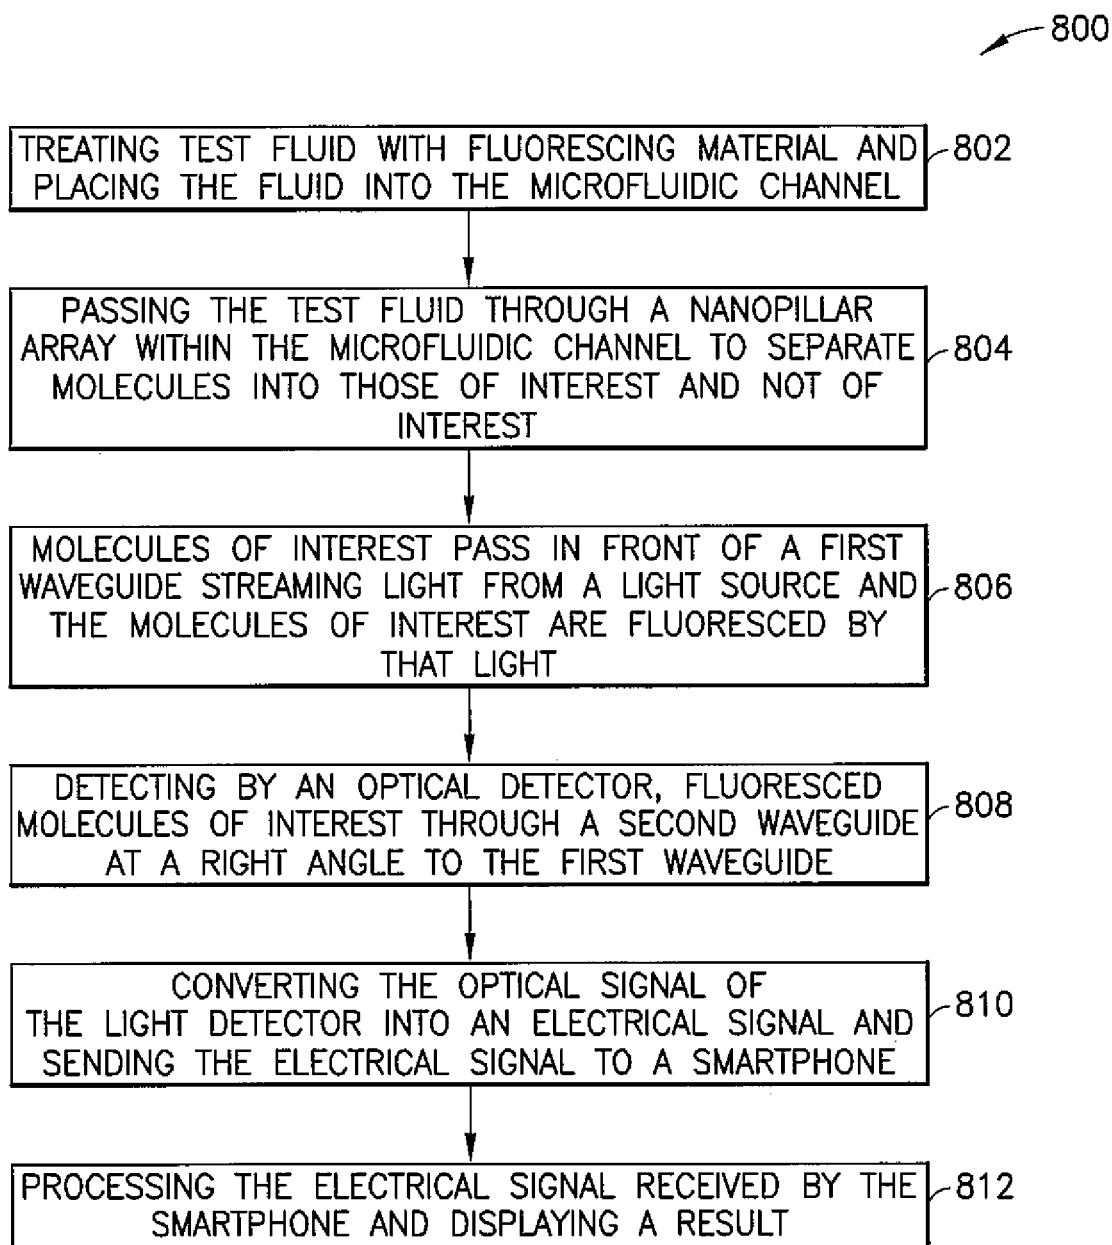 800
TREATING TEST FLUID WITH FLUORESCING MATERIAL AND
PLACING THE FLUID INTO THE MICROFLUIDIC CHANNEL
802
PASSING THE TEST FLUID THROUGH A NANOPILLAR
ARRAY WITHIN THE MICROFLUIDIC CHANNEL TO SEPARATE
MOLECULES INTO THOSE OF INTEREST AND NOT OF
INTEREST
804
MOLECULES OF INTEREST PASS IN FRONT OF A FIRST
WAVEGUIDE STREAMING LIGHT FROM A LIGHT SOURCE AND
THE MOLECULES OF INTEREST ARE FLUORESCED BY
THAT LIGHT
806
DETECTING BY AN OPTICAL DETECTOR, FLUORESCED
MOLECULES OF INTEREST THROUGH A SECOND WAVEGUIDE
AT A RIGHT ANGLE TO THE FIRST WAVEGUIDE
808
CONVERTING THE OPTICAL SIGNAL OF
THE LIGHT DETECTOR INTO AN ELECTRICAL SIGNAL AND
SENDING THE ELECTRICAL SIGNAL TO A SMARTPHONE
810
PROCESSING THE ELECTRICAL SIGNAL RECEIVED BY THE
SMARTPHONE AND DISPLAYING A RESULT
812